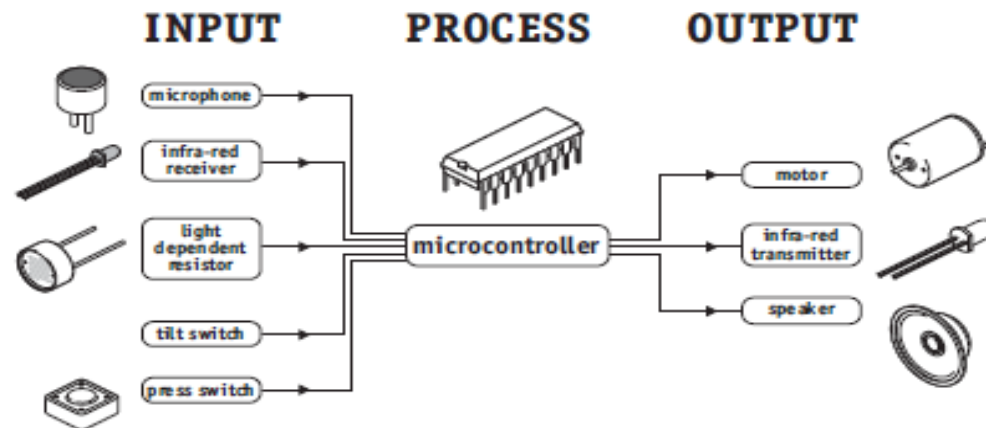 INPUT PROCESS OUTPUT
microphone
infra-red
receiver
light
dependent
resistor
tilt switch
press switch
microcontroller
motor
infra-red
transmitter
speaker